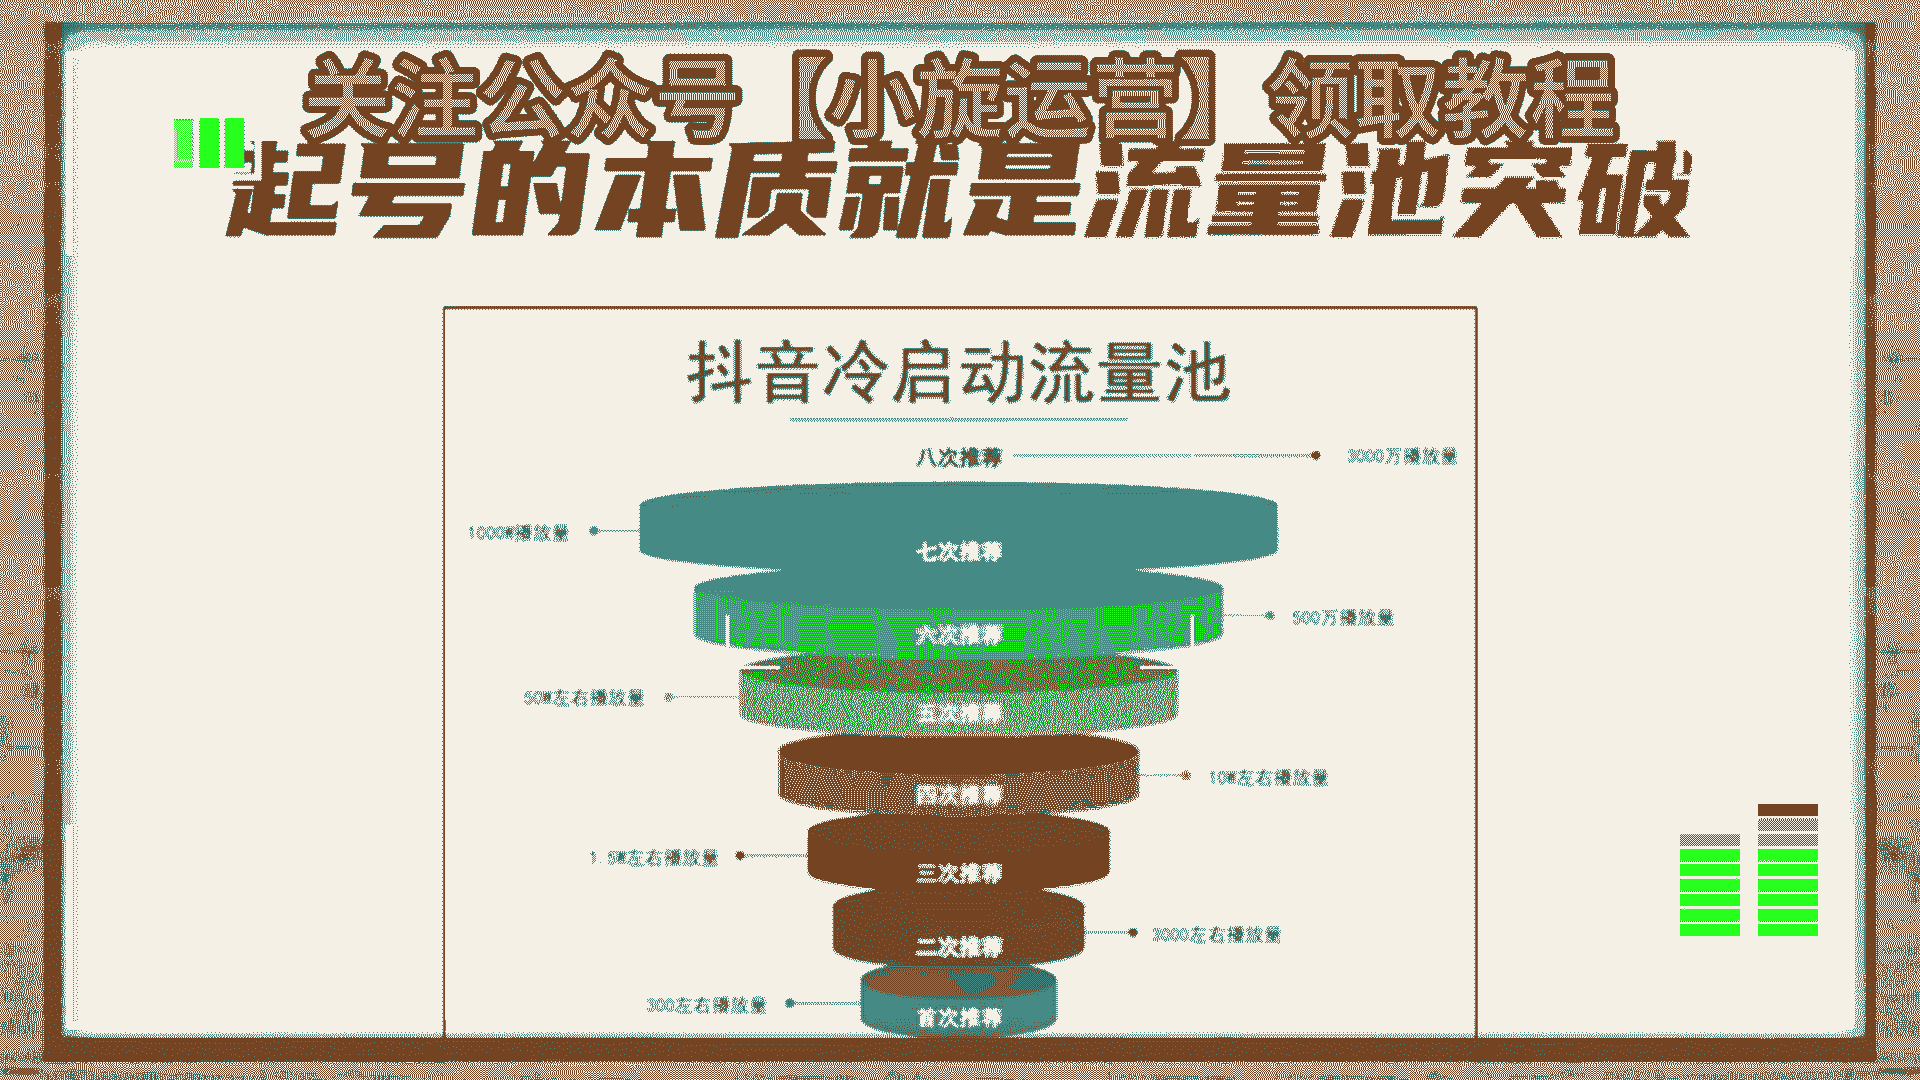 关注公众号【小旋运营】领取教程
起号的本质就是流量池突破
抖音冷启动流量池
八次推荐
3000万播放量
1000W播放量
七次推荐
六次推荐
500万播放量
50W左右播放量
五次推荐
四次推荐
10W左右播放量
1.5W左右播放量
三次推荐
二次推荐
3000左右播放量
300左右播放量
首次推荐